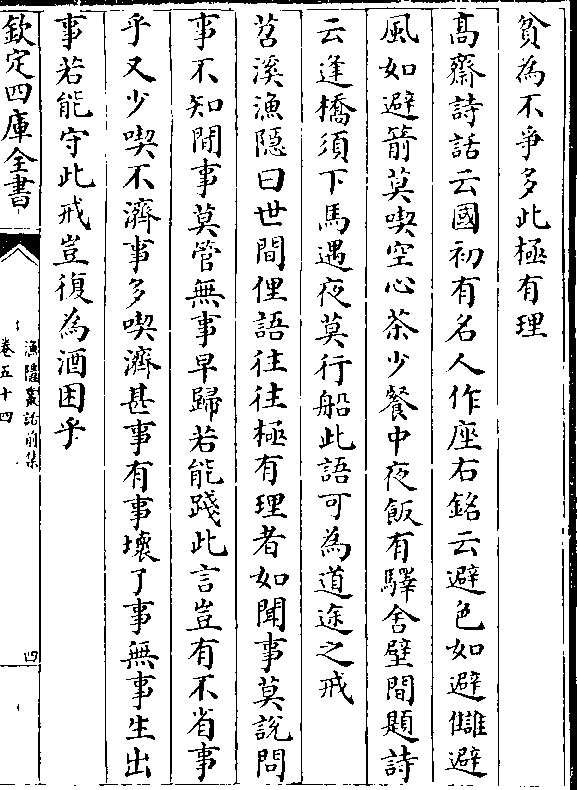 貧為不爭多此極有理
髙齋詩話云國初有名人作座右銘云避色如避讎避
風如避箭莫喫空心茶少餐中夜飯有驛舍壁間題詩
云逢橋須下馬遇夜莫行船此語可為道途之戒
苕溪漁隠曰世間俚語往往極有理者如聞事莫說問
事不知閒事莫管無事早歸若能踐此言豈有不省事
乎又少喫不濟事多喫濟甚事有事壞了事無事生出
事若能守此戒豈復為酒困乎
欽定四庫全書
漁隠叢話前集
卷五十四
四